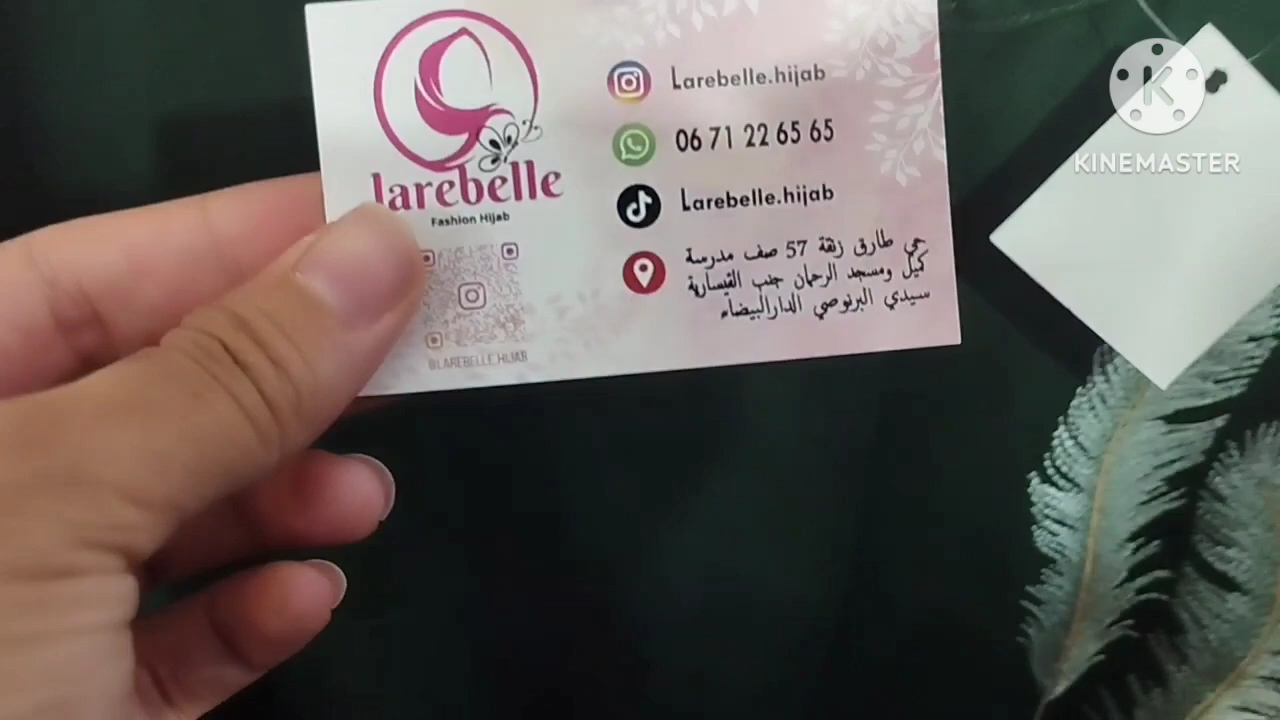 larebelle
Fashion Hijab
@LAREBELLE.HIJAB
Larebelle.hijab
06 71 22 65 65
Larebelle.hijab
حي طارق زنقة 57 صف مدرسة
كميل ومسجد الرحمان جنب القيسارية
سيدي البرنوصي الدارالبيضاء
K
KINEMASTER